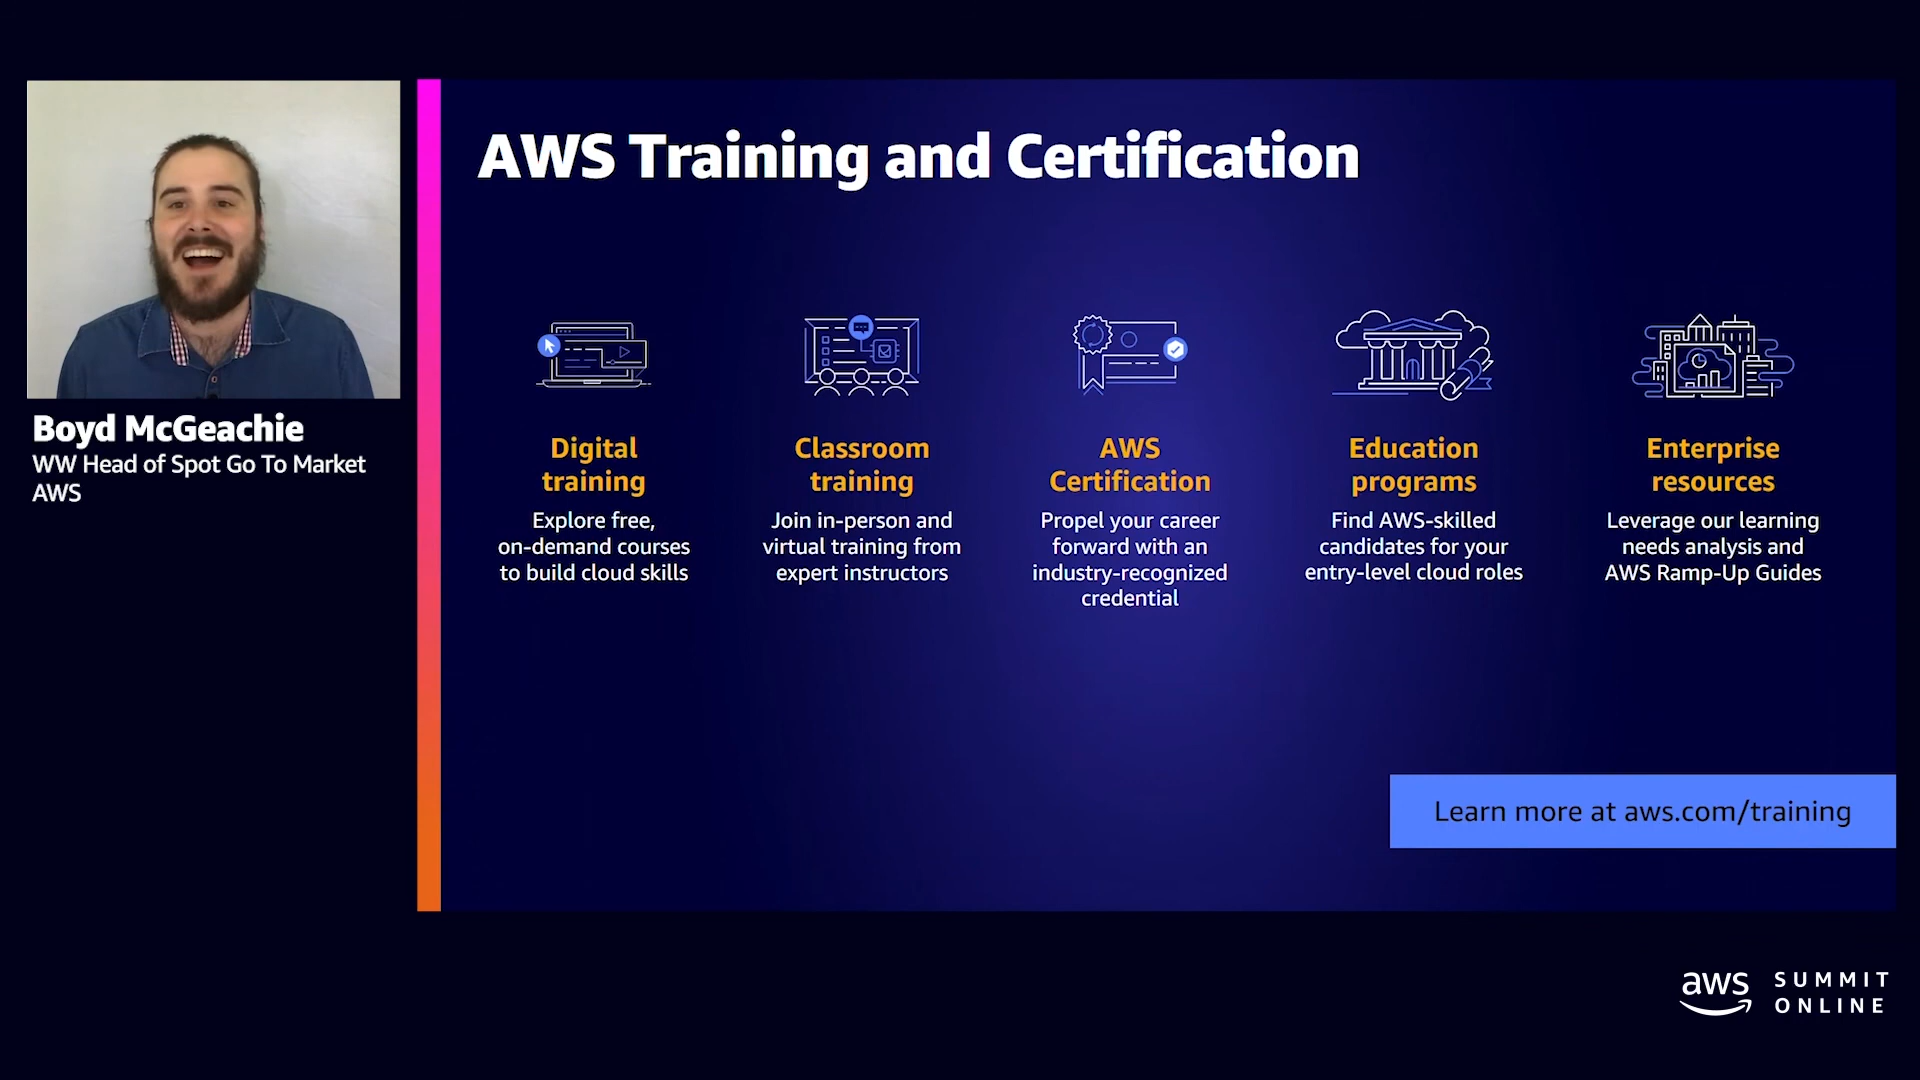 AWS Training and Certification
Boyd McGeachie
WW Head of Spot Go To Market
AWS
Digital
training
Explore free,
on-demand courses
to build cloud skills
Classroom
training
Join in-person and
virtual training from
expert instructors
AWS
Certification
Propel your career
forward with an
industry-recognized
credential
Education
programs
Find AWS-skilled
candidates for your
entry-level cloud roles
Enterprise
resources
Leverage our learning
needs analysis and
AWS Ramp-Up Guides
Learn more at aws.com/training
aws
SUMMIT
ONLINE